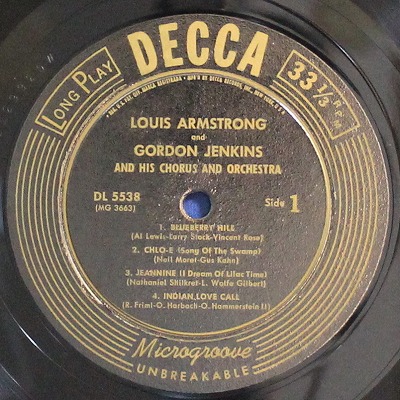 LONG PLAY
DECCA
33 1/3 RPM
LOUIS ARMSTRONG
and
GORDON JENKINS
AND HIS CHORUS AND ORCHESTRA
DL 5538
(MG 3663)
Side 1
1. BLUEBERRY HILL
(Al Lewis-Larry Stock-Vincent Rose)
2. CHLO-E (Song Of The Swamp)
(Neil Moret-Gus Kahn)
3. JEANNINE (I Dream Of Lilac Time)
(Nathaniel Shilkret-L. Wolfe Gilbert)
4. INDIAN LOVE CALL
(R. Friml-O. Harbach-O. Hammerstein II)
Microgroove
UNBREAKABLE